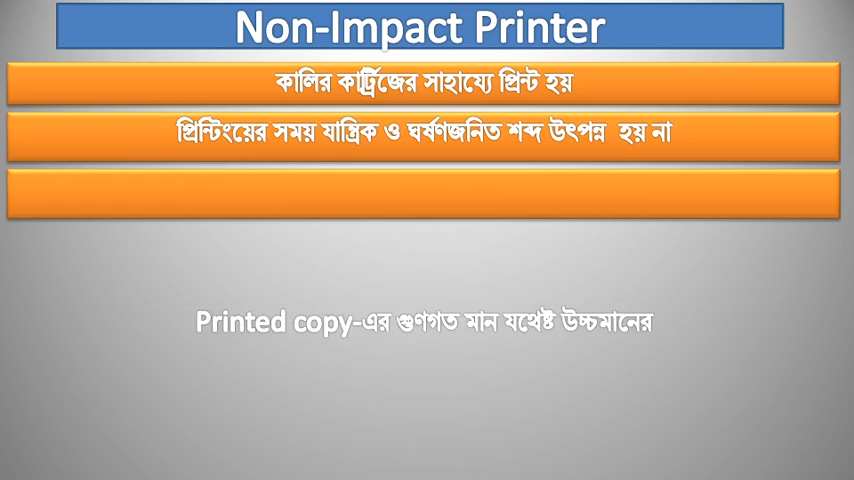 Non-Impact Printer
কালির কার্ট্রিজের সাহায্যে প্রিন্ট হয়
প্রিন্টিংয়ের সময় যান্ত্রিক ও ঘর্ষণজনিত শব্দ উৎপন্ন হয় না
Printed copy-এর গুণগত মান যথেষ্ট উচ্চমানের